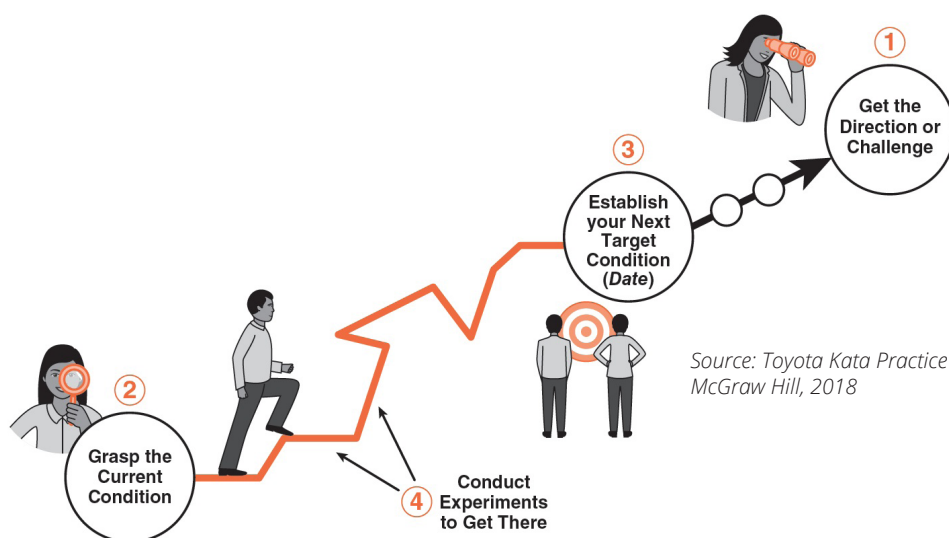 1
Get the
Direction or
Challenge
3
Establish
your Next
Target
Condition
(Date)
Source: Toyota Kata Practice
McGraw Hill, 2018
2
Grasp the
Current
Condition
4
Conduct
Experiments
to Get There